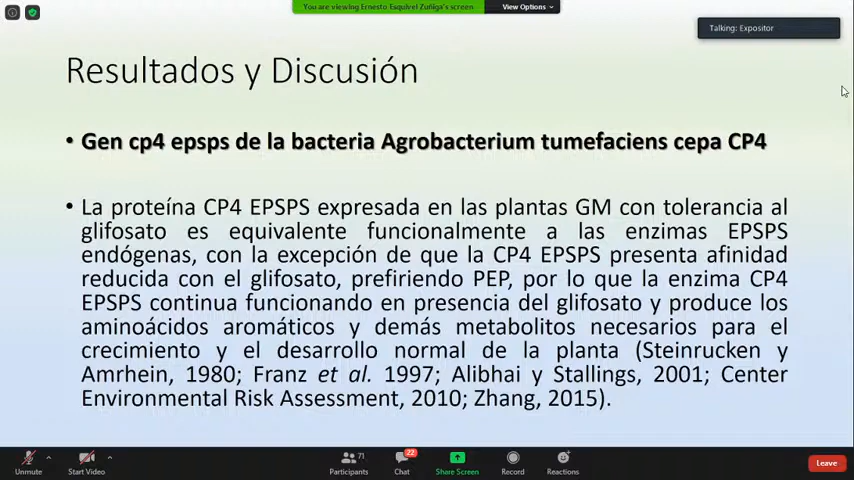 You are viewing Ernesto Esquivel Zuñiga's screen
View Options
Talking: Expositor
Resultados y Discusión
• Gen cp4 epsps de la bacteria Agrobacterium tumefaciens cepa CP4
• La proteína CP4 EPSPS expresada en las plantas GM con tolerancia al
glifosato es equivalente funcionalmente a las enzimas EPSPS
endógenas, con la excepción de que la CP4 EPSPS presenta afinidad
reducida con el glifosato, prefiriendo PEP, por lo que la enzima CP4
EPSPS continua funcionando en presencia del glifosato y produce los
aminoácidos aromáticos y demás metabolitos necesarios para el
crecimiento y el desarrollo normal de la planta (Steinrucken y
Amrhein, 1980; Franz et al. 1997; Alibhai y Stallings, 2001; Center
Environmental Risk Assessment, 2010; Zhang, 2015).
71
22
Unmute
Start Video
Participants
Chat
Share Screen
Record
Reactions
Leave